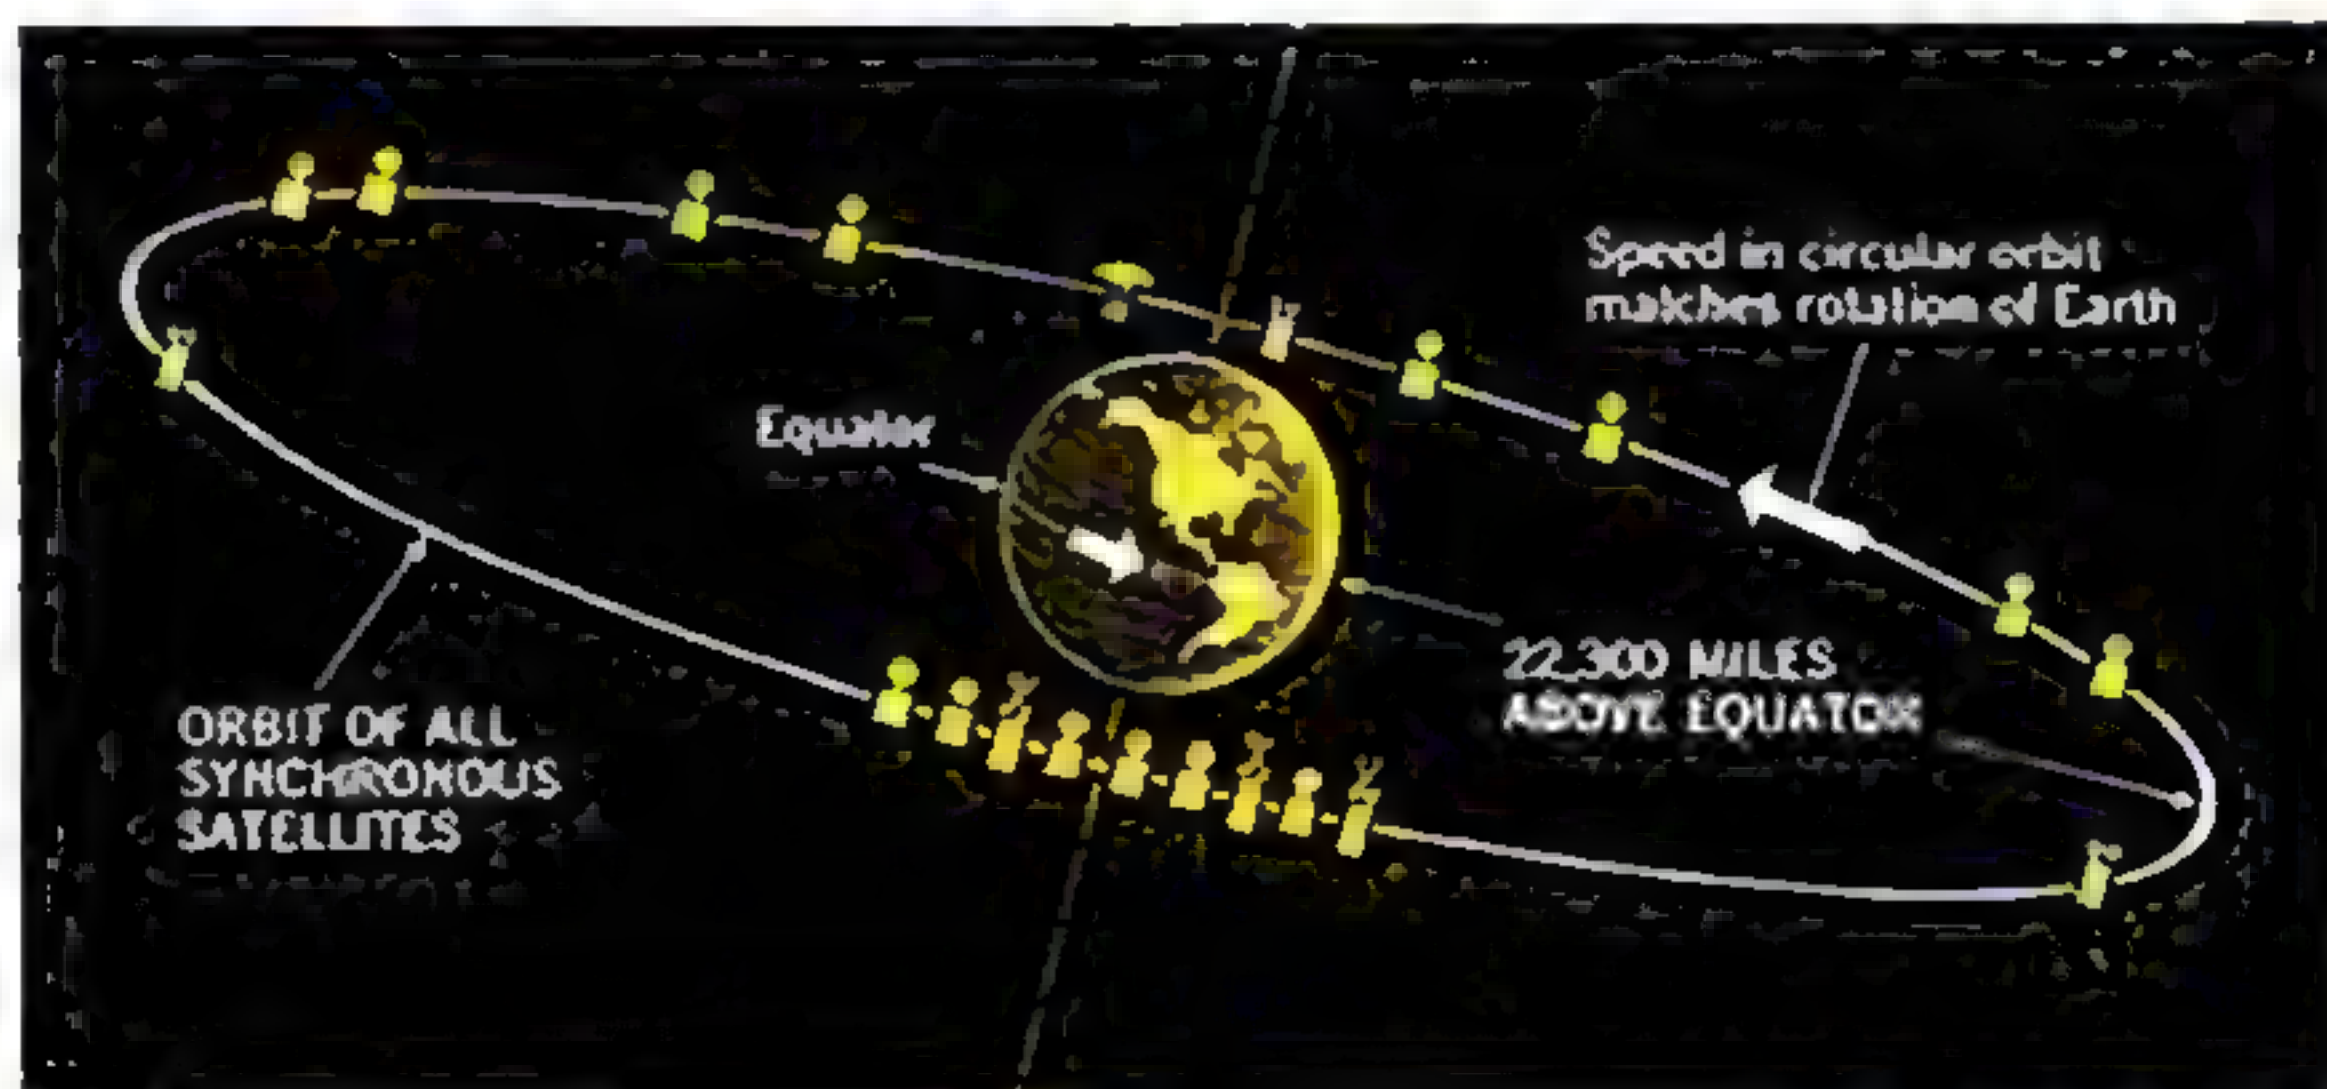 Speed in circular orbit
matches rotation of Earth
Equator
22,300 MILES
ABOVE EQUATOR
ORBIT OF ALL
SYNCHRONOUS
SATELLITES